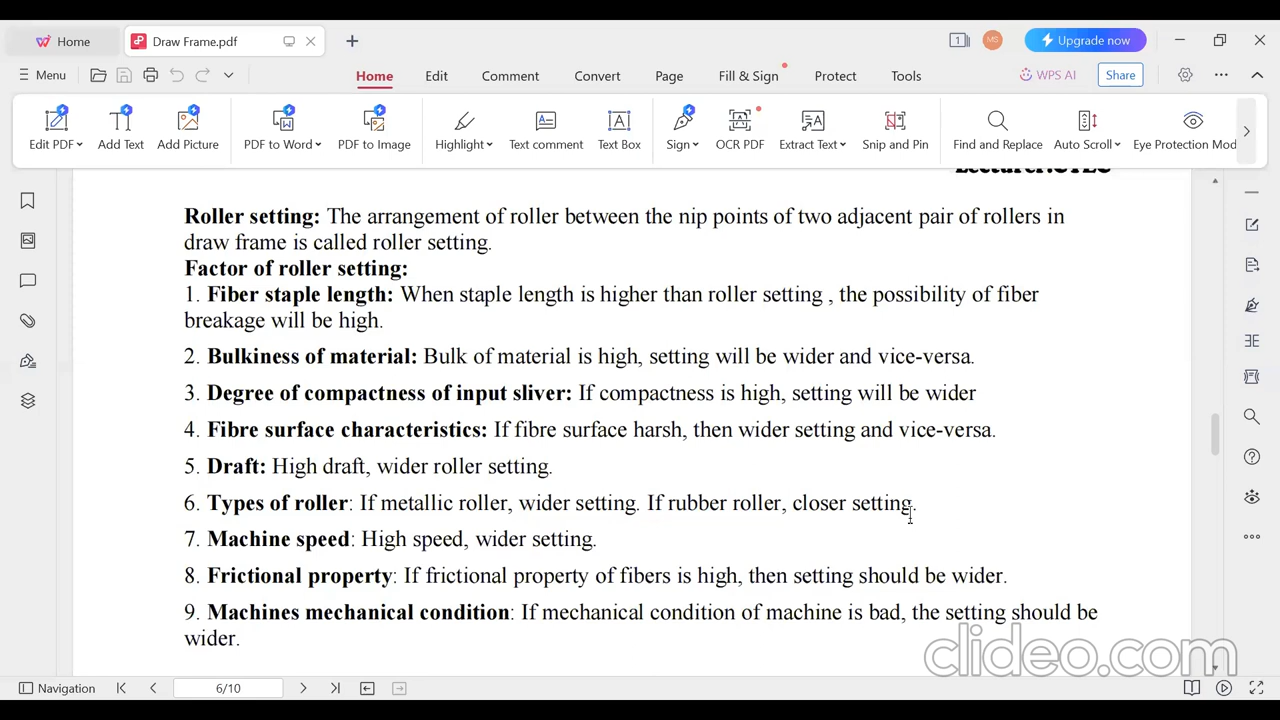 Home
Draw Frame.pdf
1
MS
Upgrade now
Menu
Home
Edit
Comment
Convert
Page
Fill & Sign
Protect
Tools
WPS AI
Share
Edit PDF
Add Text
Add Picture
PDF to Word
PDF to Image
Highlight
Text comment
Text Box
Sign
OCR PDF
Extract Text
Snip and Pin
Find and Replace
Auto Scroll
Eye Protection Mod
Roller setting: The arrangement of roller between the nip points of two adjacent pair of rollers in
draw frame is called roller setting.
Factor of roller setting:
1. Fiber staple length: When staple length is higher than roller setting , the possibility of fiber
breakage will be high.
2. Bulkiness of material: Bulk of material is high, setting will be wider and vice-versa.
3. Degree of compactness of input sliver: If compactness is high, setting will be wider
4. Fibre surface characteristics: If fibre surface harsh, then wider setting and vice-versa.
5. Draft: High draft, wider roller setting.
6. Types of roller: If metallic roller, wider setting. If rubber roller, closer setting.
7. Machine speed: High speed, wider setting.
8. Frictional property: If frictional property of fibers is high, then setting should be wider.
9. Machines mechanical condition: If mechanical condition of machine is bad, the setting should be
wider.
clideo.com
Navigation
6/10